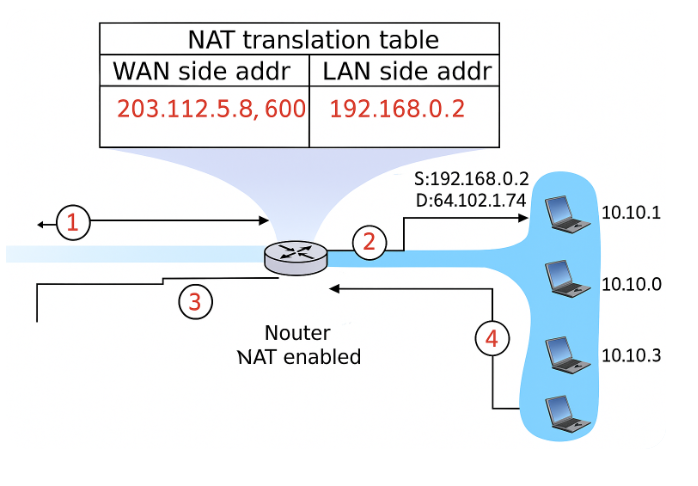 NAT translation table
WAN side addr LAN side addr
203.112.5.8, 600 192.168.0.2
S:192.168.0.2
D:64.102.1.74
1
2
10.10.1
10.10.0
3
4
Nouter
NAT enabled
10.10.3